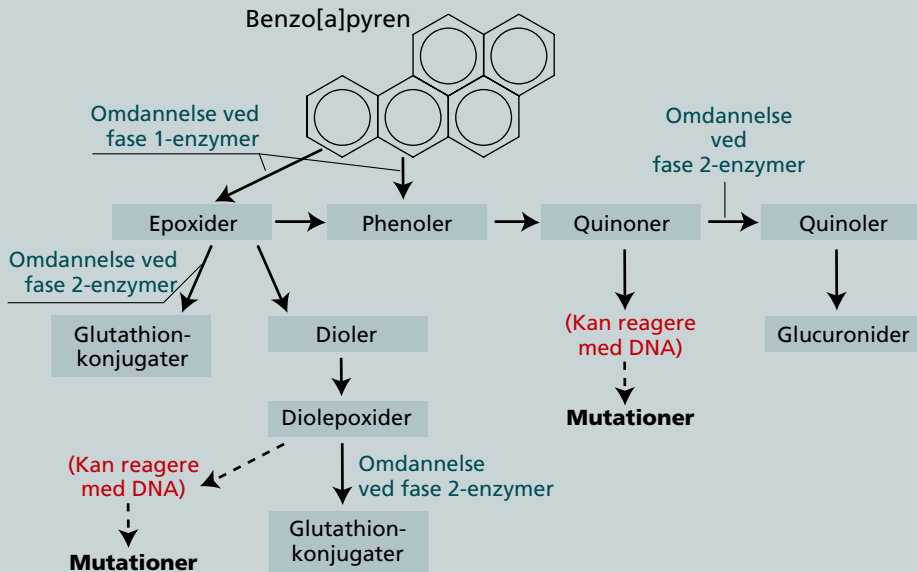 Benzo[a]pyren
Omdannelse ved
fase 1-enzymer
Omdannelse
ved
fase 2-enzymer
Epoxider
Phenoler
Quinoner
Quinoler
Omdannelse ved
fase 2-enzymer
Glutathion-
konjugater
Dioler
(Kan reagere
med DNA)
Glucuronider
Diolepoxider
Mutationer
(Kan reagere
med DNA)
Omdannelse
ved fase 2-enzymer
Glutathion-
konjugater
Mutationer